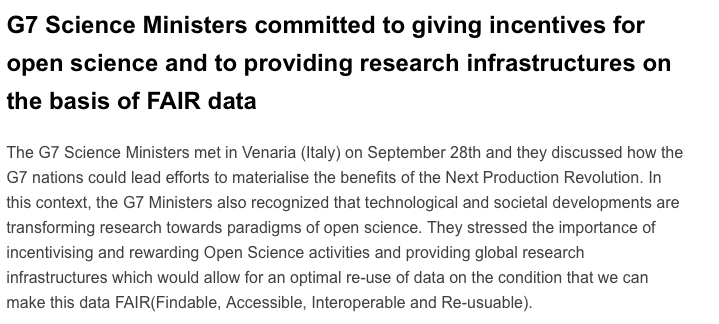 G7 Science Ministers committed to giving incentives for
open science and to providing research infrastructures on
the basis of FAIR data
The G7 Science Ministers met in Venaria (Italy) on September 28th and they discussed how the
G7 nations could lead efforts to materialise the benefits of the Next Production Revolution. In
this context, the G7 Ministers also recognized that technological and societal developments are
transforming research towards paradigms of open science. They stressed the importance of
incentivising and rewarding Open Science activities and providing global research
infrastructures which would allow for an optimal re-use of data on the condition that we can
make this data FAIR(Findable, Accessible, Interoperable and Re-usuable).